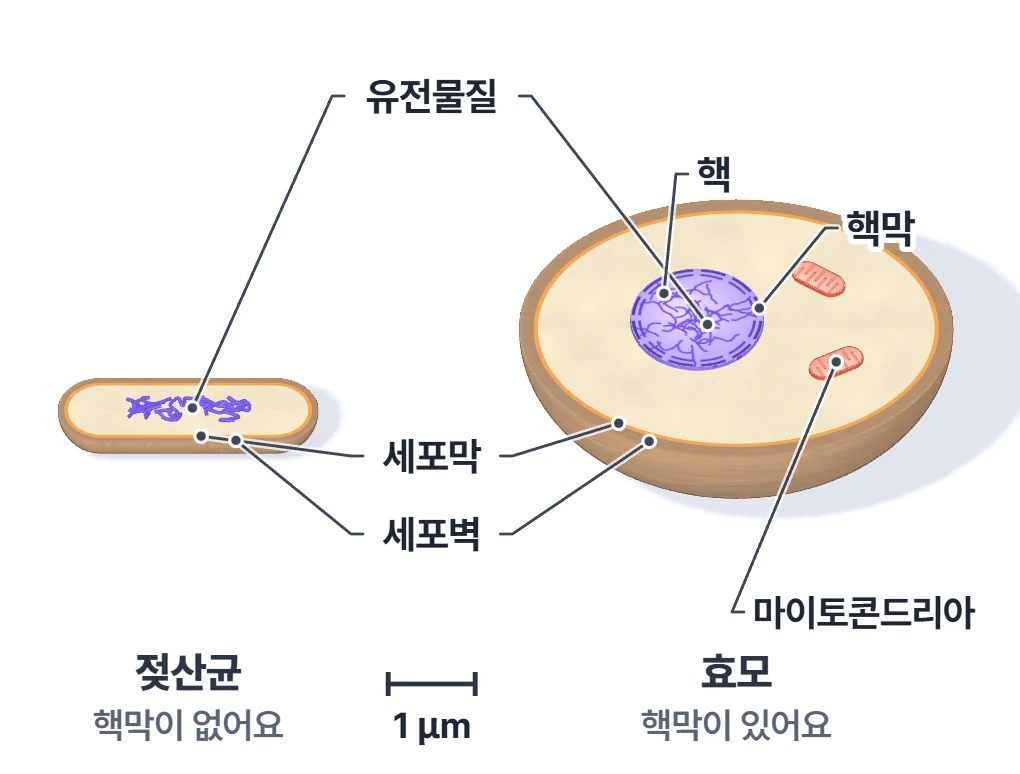 유전물질
핵
핵막
세포막
세포벽
마이토콘드리아
젖산균
핵막이 없어요
1 μm
효모
핵막이 있어요